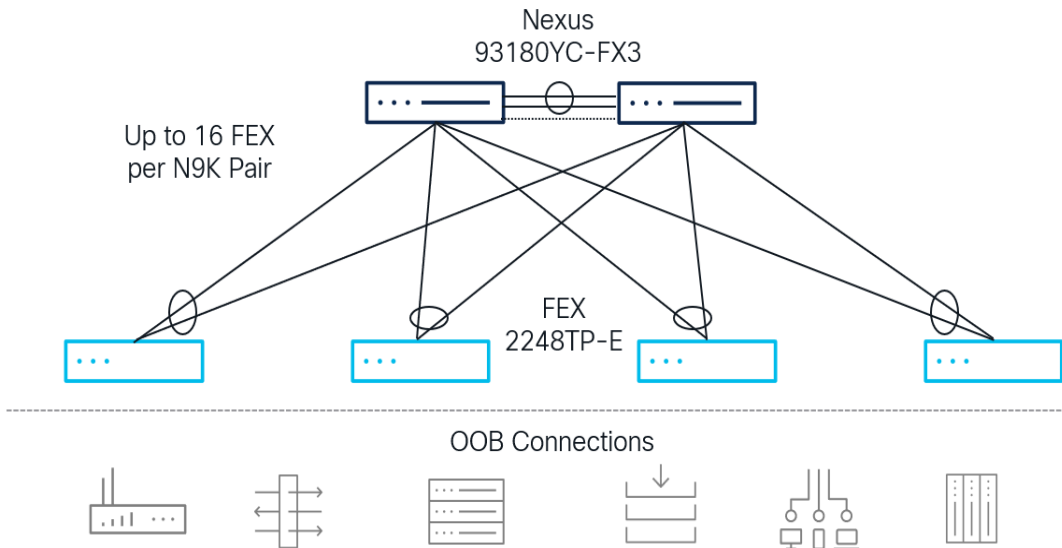 Nexus
93180YC-FX3
Up to 16 FEX
per N9K Pair
FEX
2248TP-E
OOB Connections